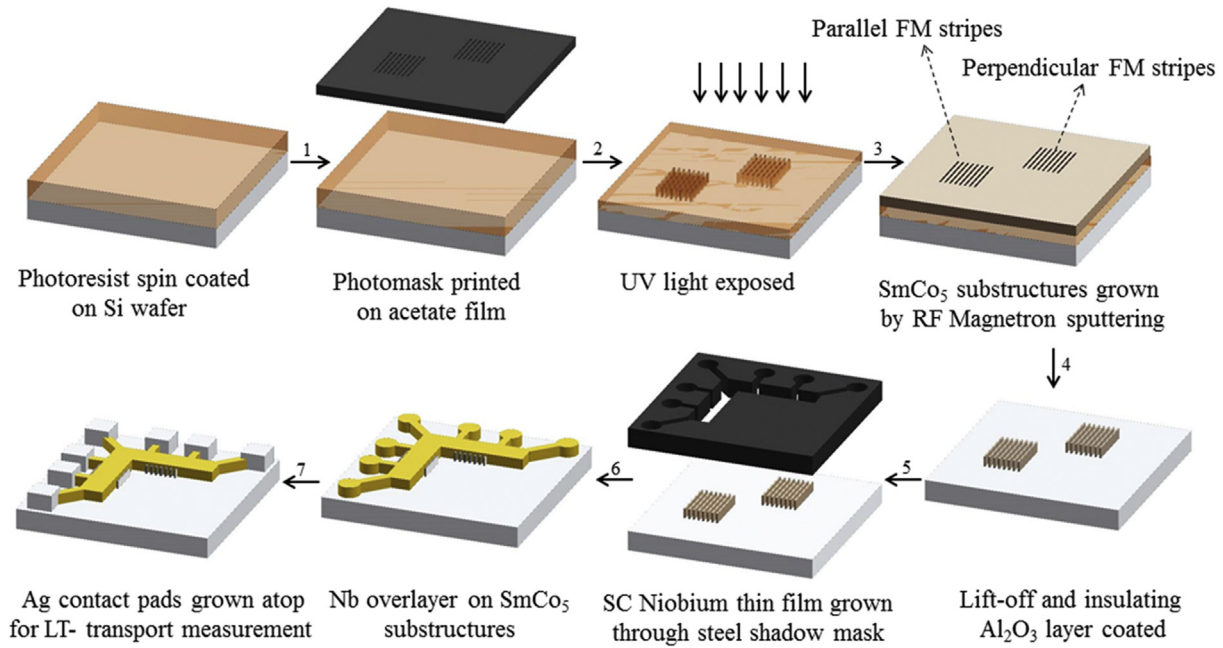 Parallel FM stripes
Perpendicular FM stripes
1
2
3
Photoresist spin coated
on Si wafer
Photomask printed
on acetate film
UV light exposed
SmCo₅ substructures grown
by RF Magnetron sputtering
4
5
6
7
Ag contact pads grown atop
for LT- transport measurement
Nb overlayer on SmCo₅
substructures
SC Niobium thin film grown
through steel shadow mask
Lift-off and insulating
Al₂O₃ layer coated